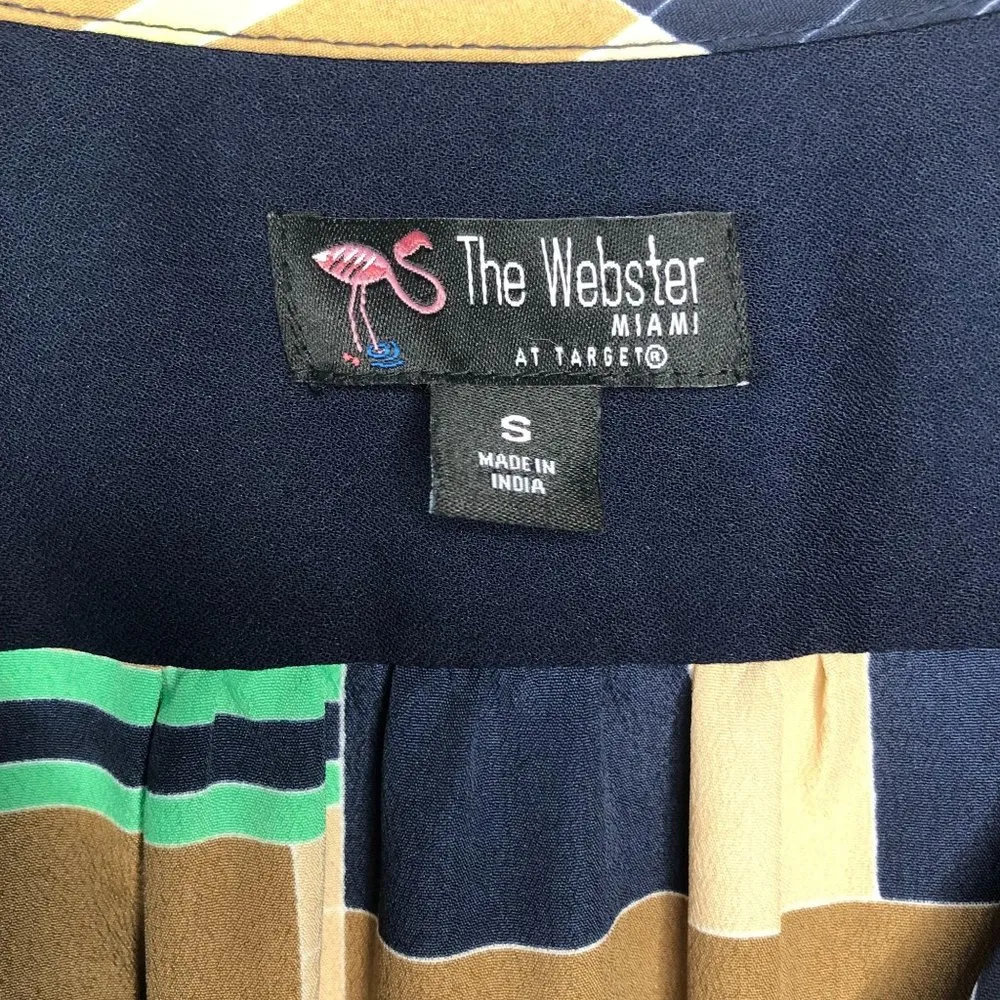 The Webster
MIAMI
AT TARGET®
S
MADE IN
INDIA